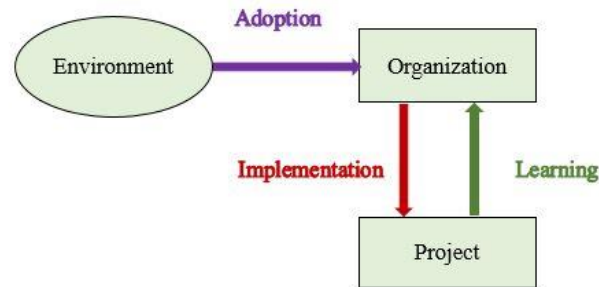 Adoption
Environment
Organization
Implementation
Learning
Project